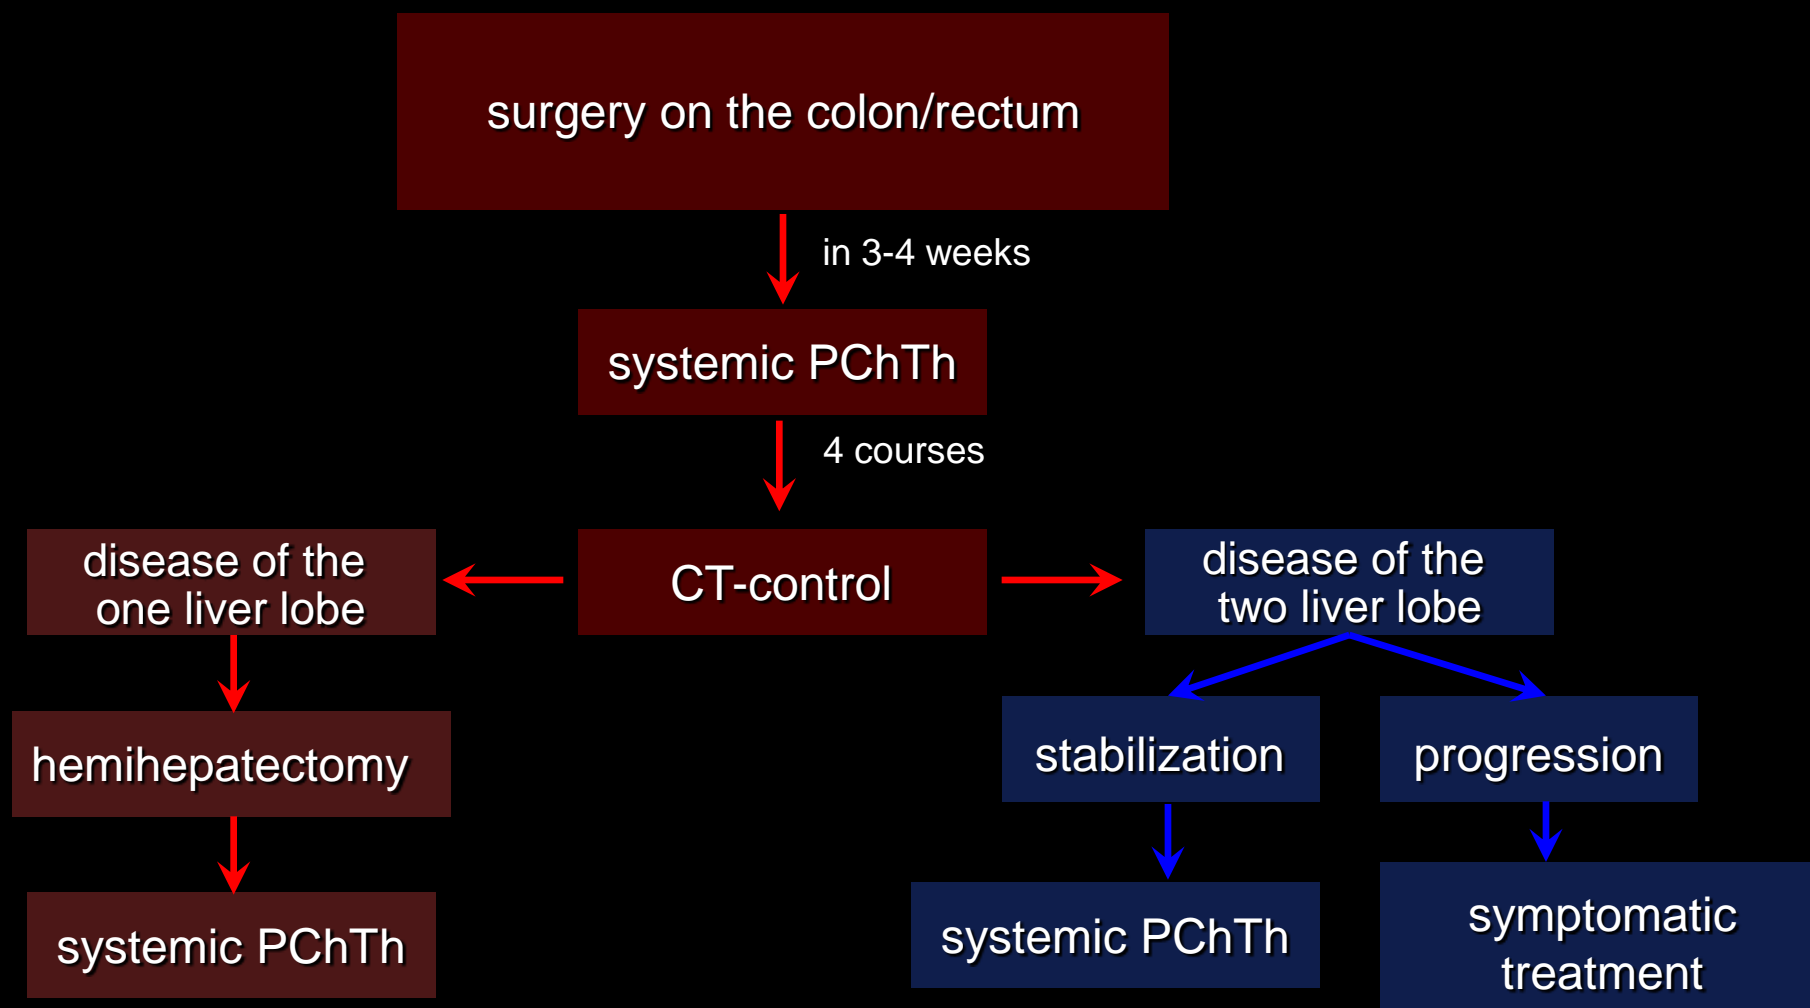 surgery on the colon/rectum
in 3-4 weeks
systemic PChTh
4 courses
disease of the
one liver lobe
CT-control
disease of the
two liver lobe
hemihepatectomy
stabilization
progression
systemic PChTh
systemic PChTh
symptomatic
treatment